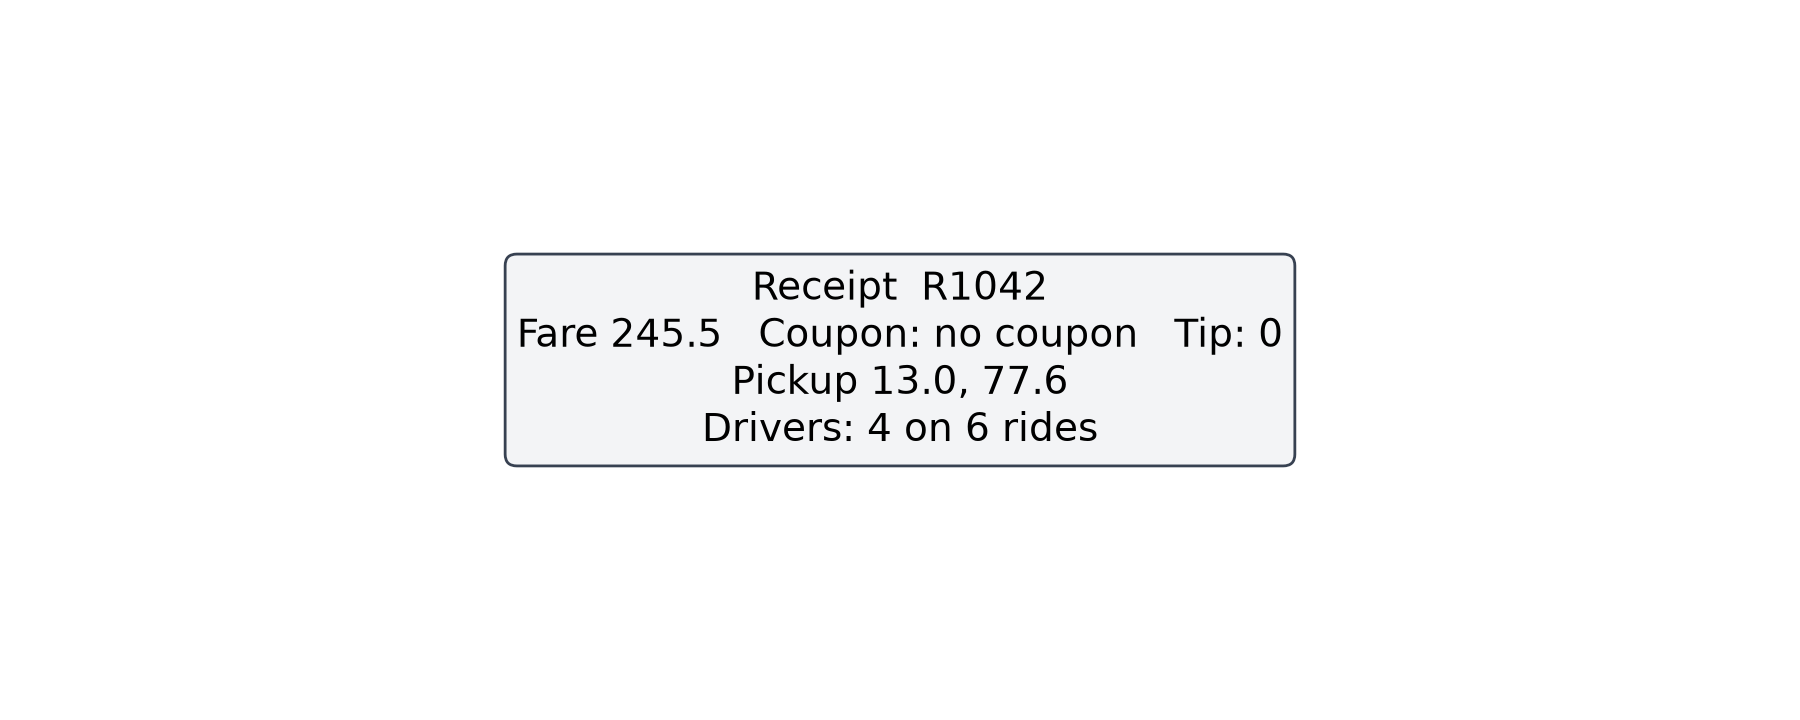 Receipt  R1042
Fare 245.5   Coupon: no coupon   Tip: 0
Pickup 13.0, 77.6
Drivers: 4 on 6 rides